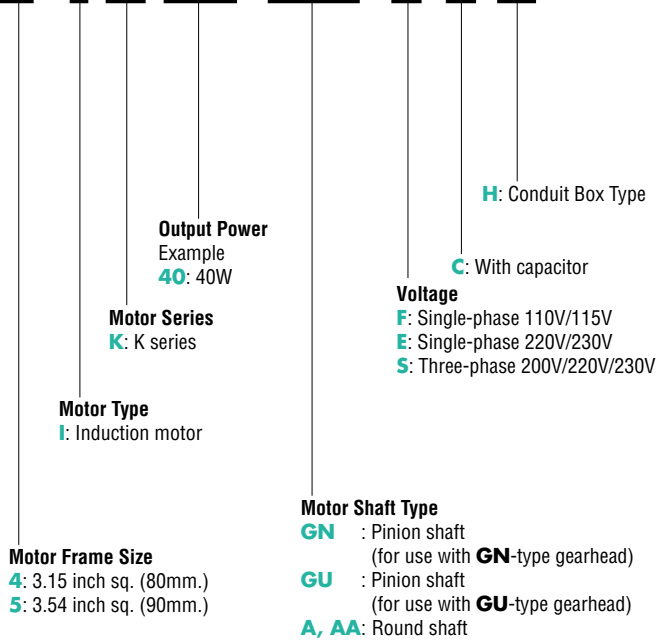 H: Conduit Box Type
Output Power
Example
40: 40W
C: With capacitor
Voltage
F: Single-phase 110V/115V
E: Single-phase 220V/230V
S: Three-phase 200V/220V/230V
Motor Series
K: K series
Motor Type
I: Induction motor
Motor Shaft Type
GN : Pinion shaft
(for use with GN-type gearhead)
GU : Pinion shaft
(for use with GU-type gearhead)
A, AA: Round shaft
Motor Frame Size
4: 3.15 inch sq. (80mm.)
5: 3.54 inch sq. (90mm.)